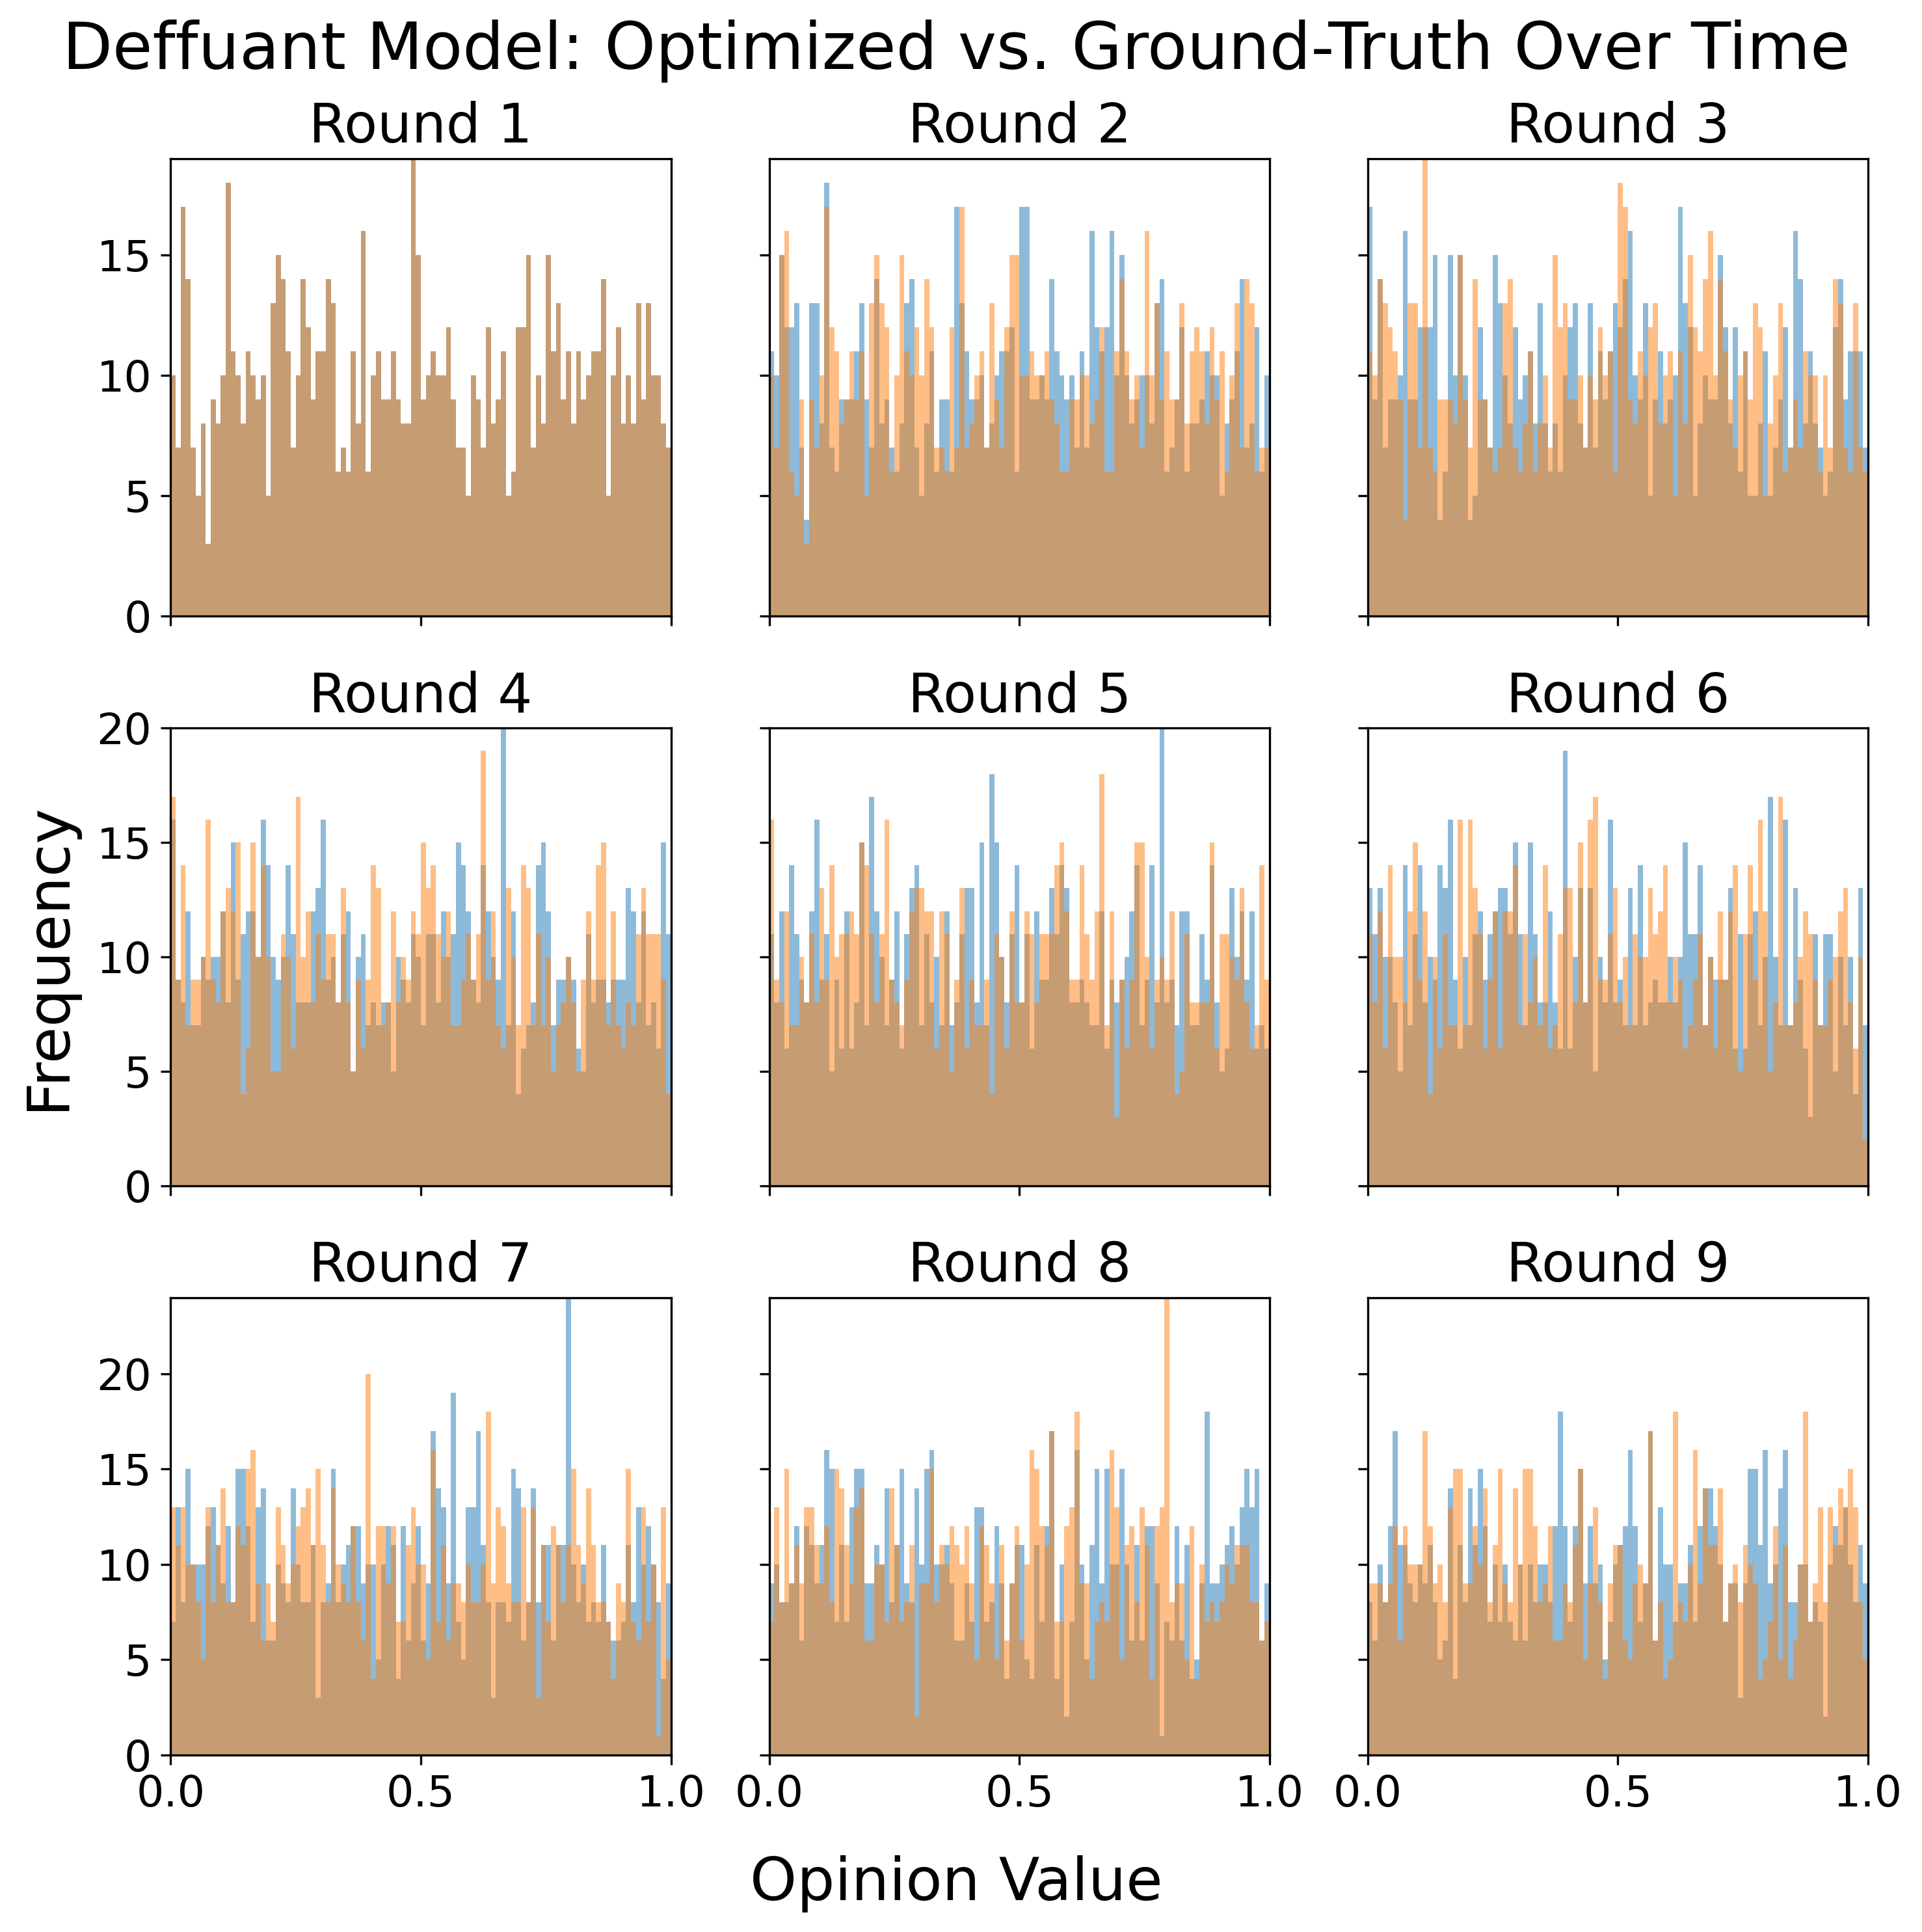 Deffuant Model: Optimized vs. Ground-Truth Over Time
Round 1
Round 2
Round 3
15
10
5
0
Round 4
Round 5
Round 6
20
15
10
5
0
Frequency
Round 7
Round 8
Round 9
20
15
10
5
0
0.0 0.5 1.0 0.0 0.5 1.0 0.0 0.5 1.0
Opinion Value